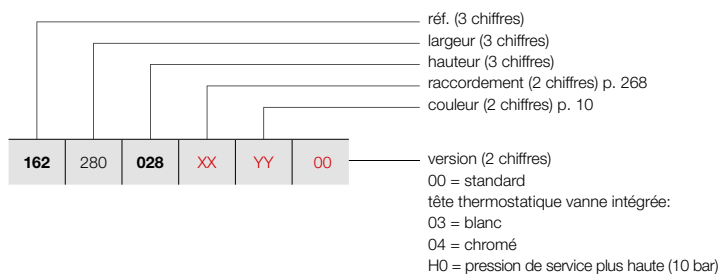 réf. (3 chiffres)
largeur (3 chiffres)
hauteur (3 chiffres)
raccordement (2 chiffres) p. 268
couleur (2 chiffres) p. 10
162 280 028 XX YY 00
version (2 chiffres)
00 = standard
tête thermostatique vanne intégrée:
03 = blanc
04 = chromé
H0 = pression de service plus haute (10 bar)